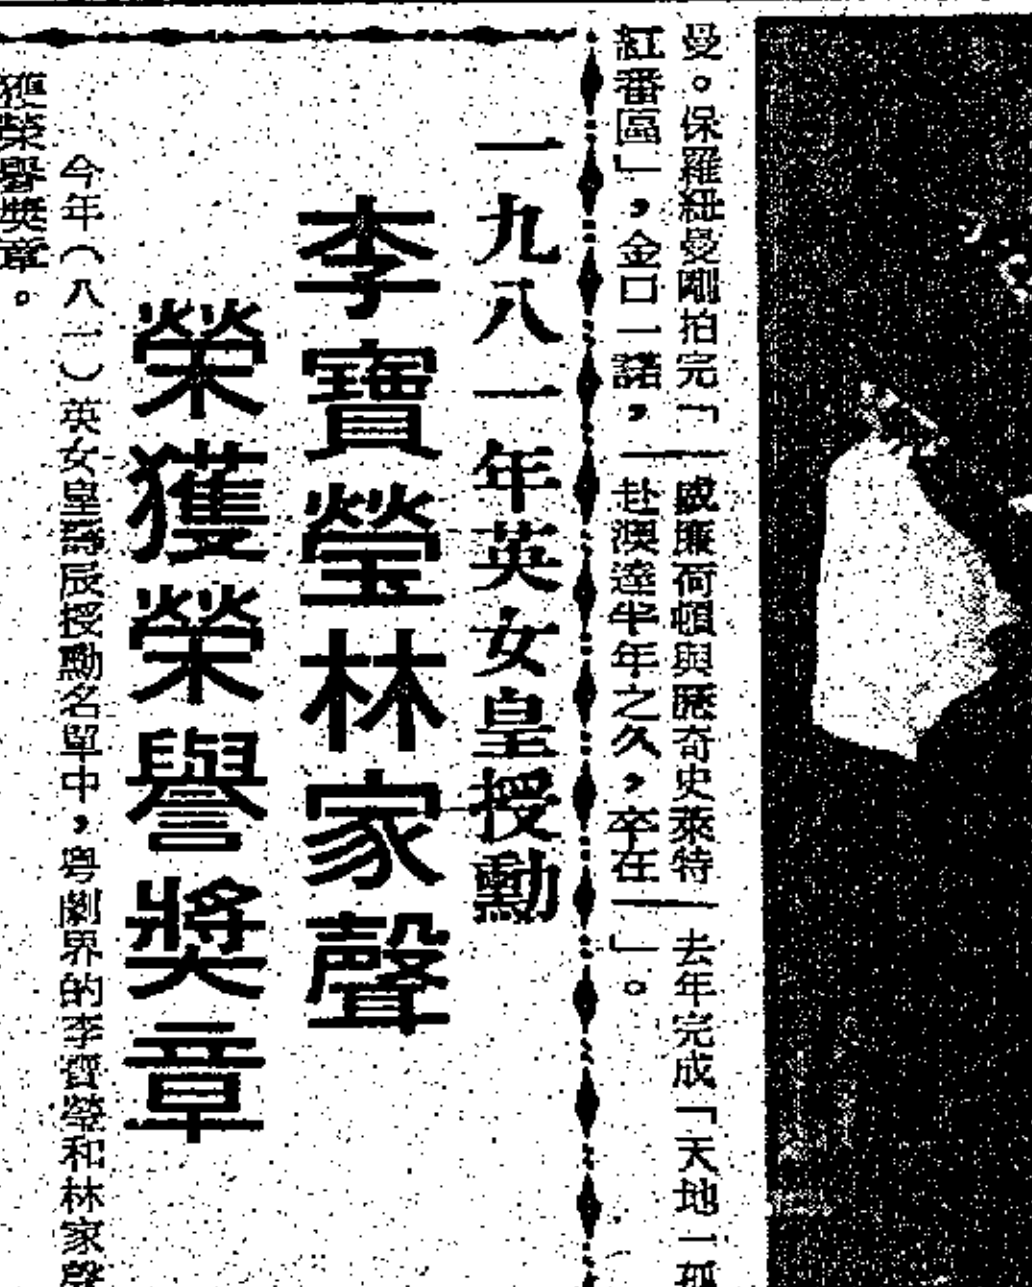 曼。保羅紐曼剛拍完「
紅番區」，金口一諾，
威廉荷頓與歷奇史萊特
赴澳達半年之久，卒在
去年完成「天地一孤
」。
一九八一年英女皇授勳
李寶瑩林家聲
榮獲榮譽獎章
今年（八一）英女皇壽辰授勳名單中，粵劇界的李寶瑩和林家聲
獲榮譽獎章。